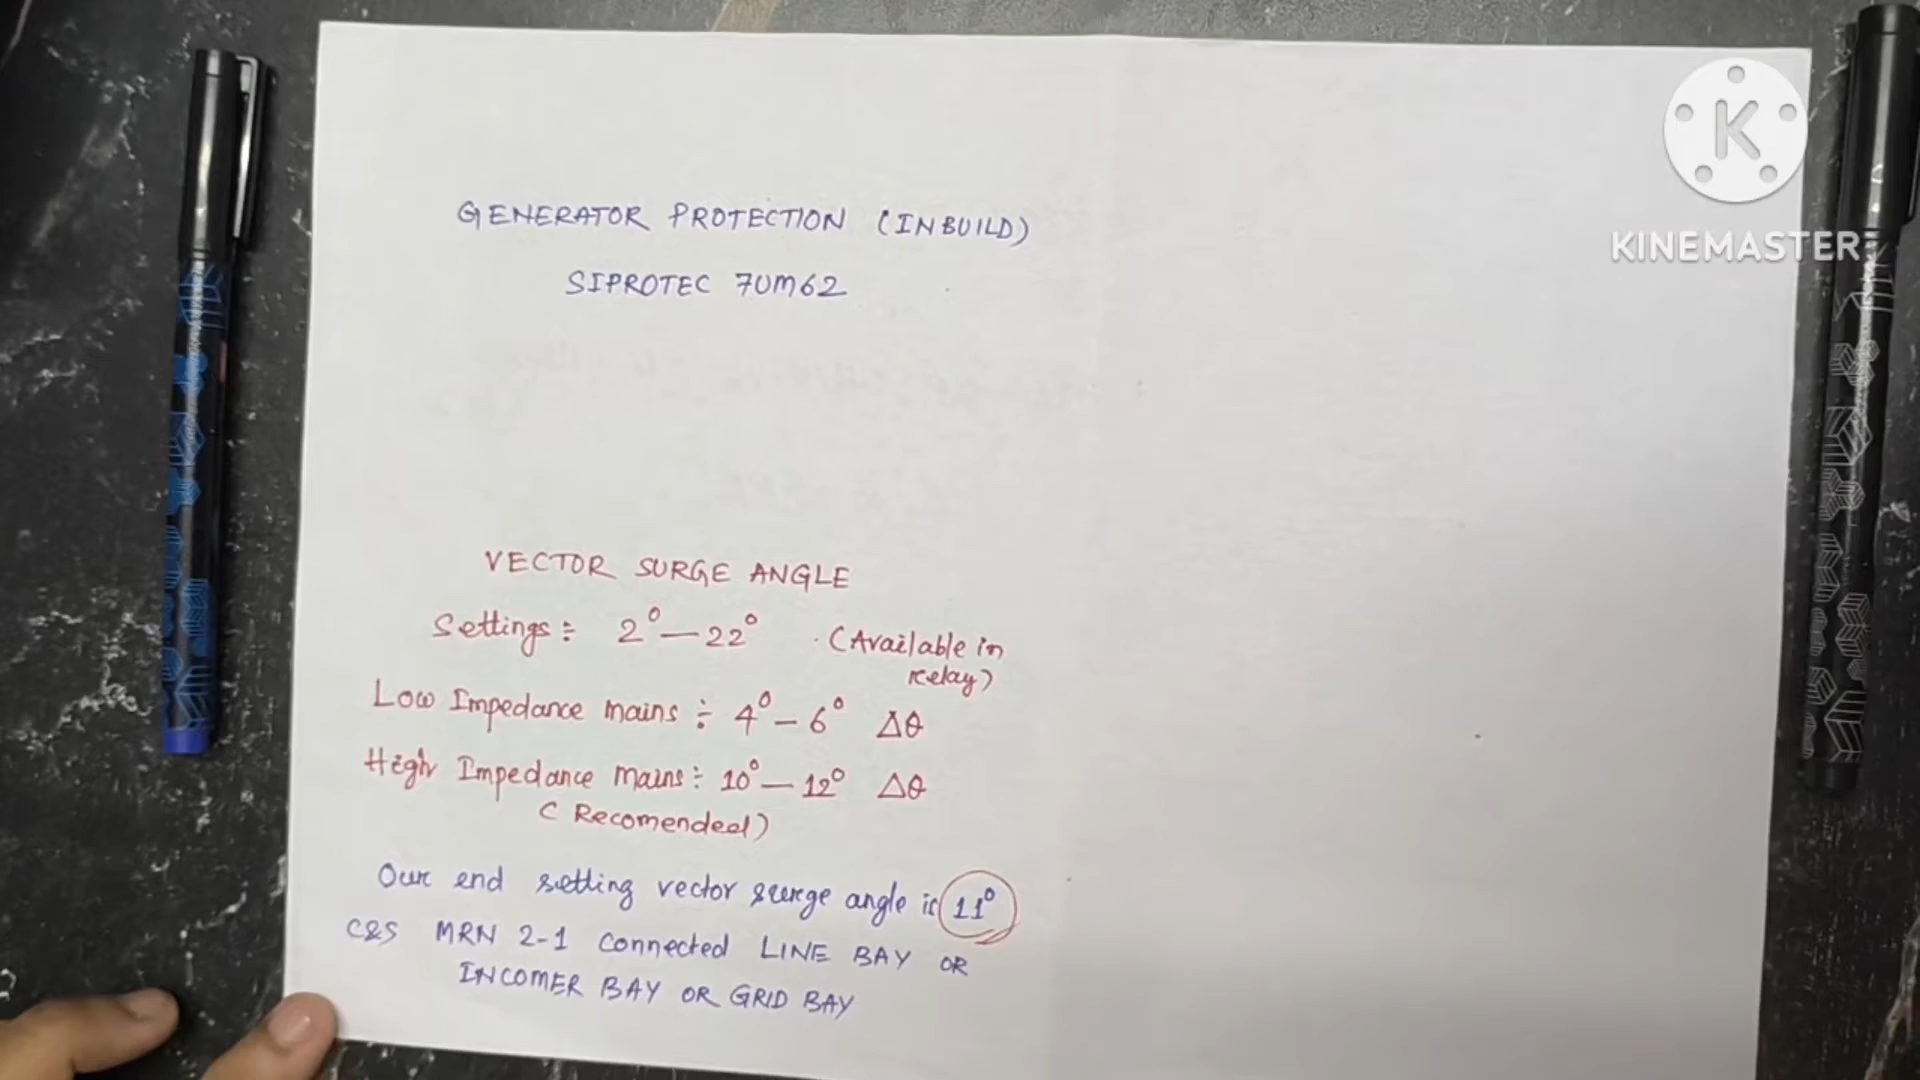 GENERATOR PROTECTION (INBUILD)
SIPROTEC 7UM62
VECTOR SURGE ANGLE
Settings: 2° — 22° (Available in
relay)
Low Impedance mains: 4° – 6° Δθ
High Impedance mains: 10° — 12° Δθ
(Recomended)
Our end setting vector surge angle is 11°
C&S MRN 2-1 connected LINE BAY OR
INCOMER BAY OR GRID BAY
K
KINEMASTER